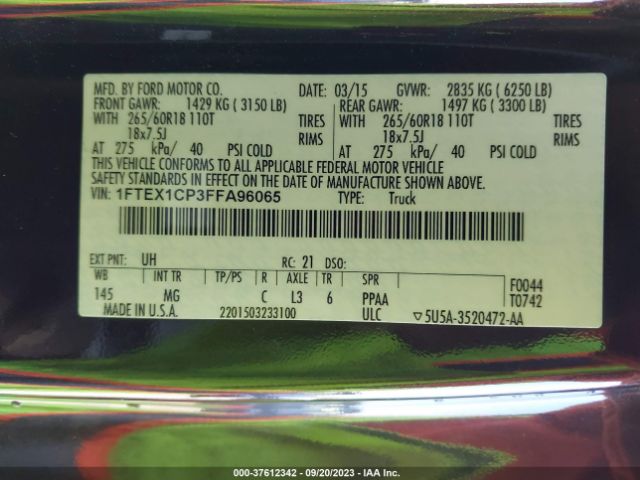 MFD. BY FORD MOTOR CO. DATE: 03/15 GVWR: 2835 KG ( 6250 LB)
FRONT GAWR: 1429 KG ( 3150 LB) REAR GAWR: 1497 KG ( 3300 LB)
WITH 265/60R18 110T TIRES WITH 265/60R18 110T TIRES
18x7.5J RIMS 18x7.5J RIMS
AT 275 kPa/ 40 PSI COLD AT 275 kPa/ 40 PSI COLD
THIS VEHICLE CONFORMS TO ALL APPLICABLE FEDERAL MOTOR VEHICLE
SAFETY STANDARDS IN EFFECT ON THE DATE OF MANUFACTURE SHOWN ABOVE.
VIN: 1FTEX1CP3FFA96065 TYPE: Truck
EXT PNT: UH RC: 21 DSO:
WB INT TR TP/PS R AXLE TR SPR F0044
145 MG C L3 6 PPAA T0742
MADE IN U.S.A. 2201503233100 ULC ▽5U5A-3520472-AA
000-37612342 - 09/20/2023 - IAA Inc.